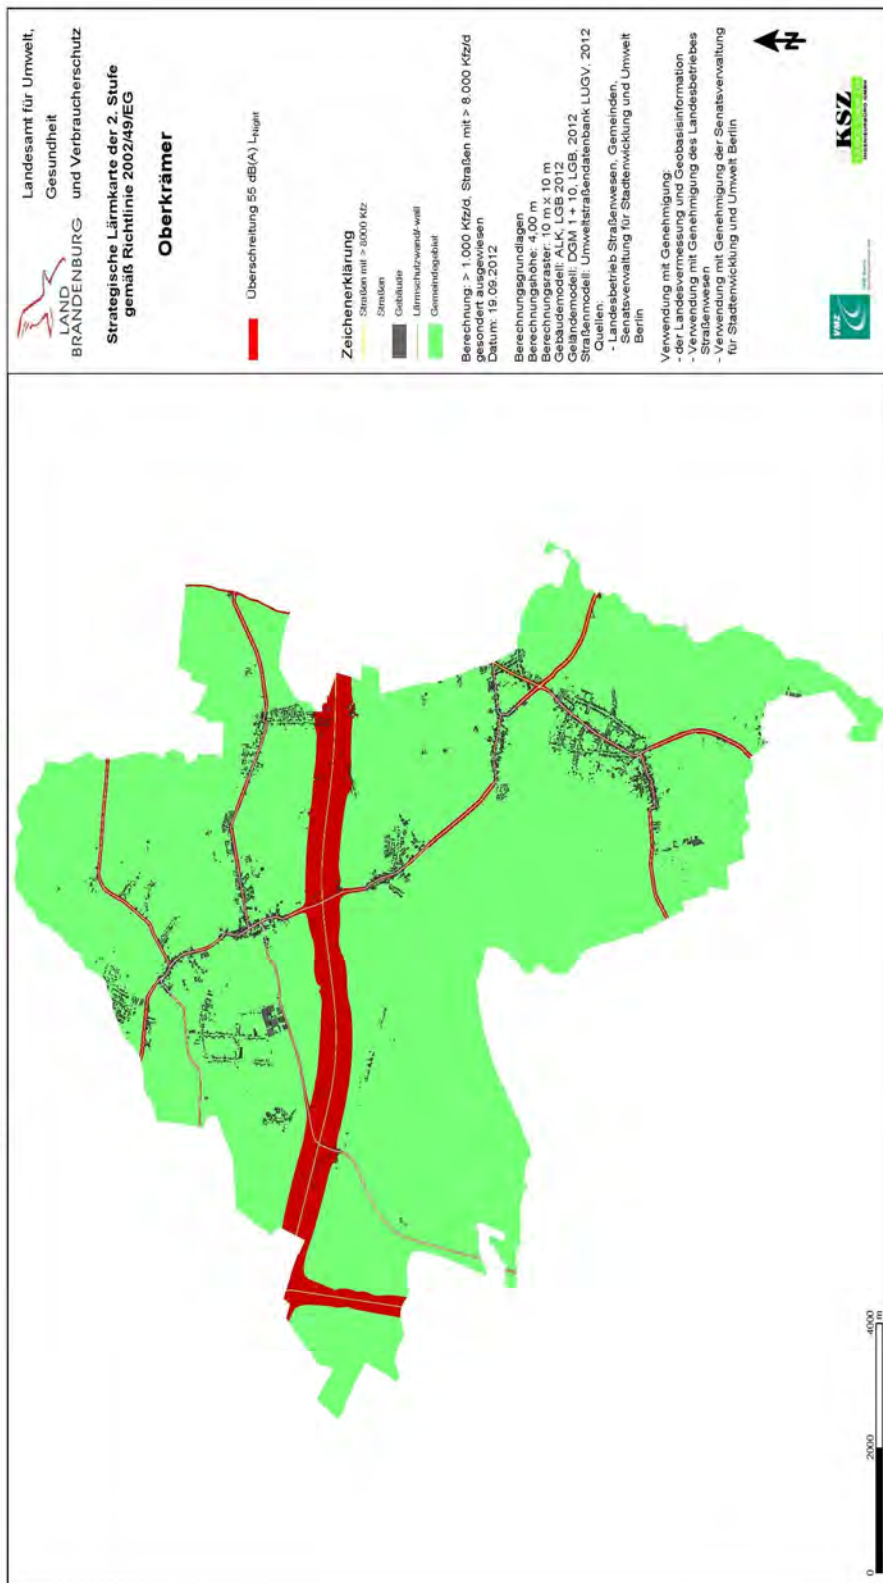 LAND
BRANDENBURG
Landesamt für Umwelt,
Gesundheit
und Verbraucherschutz
Strategische Lärmkarte der 2. Stufe
gemäß Richtlinie 2002/49/EG
Oberkrämer
Überschreitung 55 dB(A) LNight
Zeichenerklärung
Straßen mit > 8000 Kfz
Straßen
Gebäude
Lärmschutzwand/-wall
Gemeindegebiet
Berechnung: > 1.000 Kfz/d, Straßen mit > 8.000 Kfz/d
gesondert ausgewiesen
Datum: 19.09.2012
Berechnungsgrundlagen
Berechnungshöhe: 4,00 m
Berechnungsraster: 10 m x 10 m
Gebäudemodell: ALK, LGB 2012
Geländemodell: DGM 1 + 10, LGB, 2012
Straßenmodell: Umweltstraßendatenbank LUGV, 2012
Quellen:
- Landesbetrieb Straßenwesen, Gemeinden,
Senatsverwaltung für Stadtentwicklung und Umwelt
Berlin
Verwendung mit Genehmigung:
- der Landesvermessung und Geobasisinformation
- Verwendung mit Genehmigung des Landesbetriebes
Straßenwesen
- Verwendung mit Genehmigung der Senatsverwaltung
für Stadtentwicklung und Umwelt Berlin
N
VMZ
KSZ
INGENIEURBÜRO GMBH
0 2000 4000
m